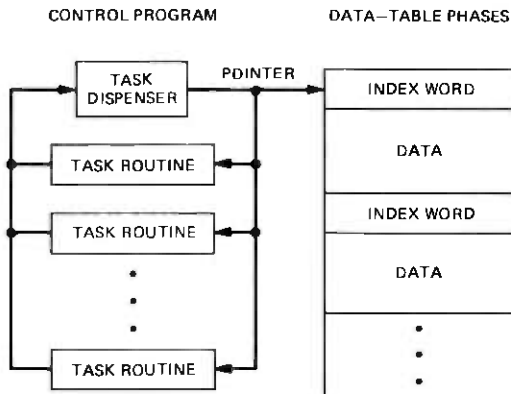 CONTROL PROGRAM
DATA—TABLE PHASES
TASK
DISPENSER
POINTER
INDEX WORD
TASK ROUTINE
DATA
TASK ROUTINE
INDEX WORD
DATA
TASK ROUTINE